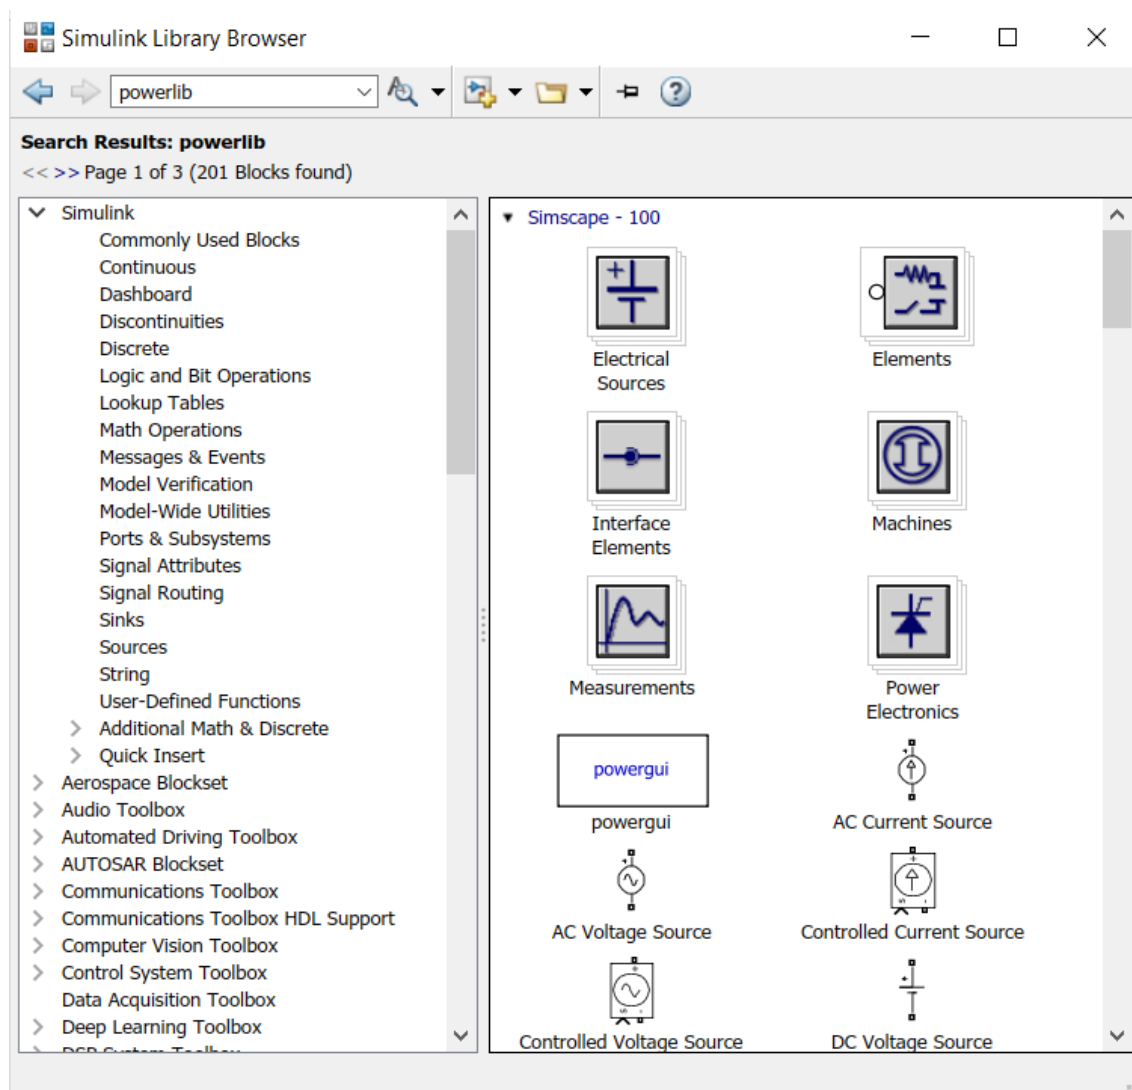 Simulink Library Browser
powerlib
Search Results: powerlib
<< >> Page 1 of 3 (201 Blocks found)
Simulink
Commonly Used Blocks
Continuous
Dashboard
Discontinuities
Discrete
Logic and Bit Operations
Lookup Tables
Math Operations
Messages & Events
Model Verification
Model-Wide Utilities
Ports & Subsystems
Signal Attributes
Signal Routing
Sinks
Sources
String
User-Defined Functions
Additional Math & Discrete
Quick Insert
Aerospace Blockset
Audio Toolbox
Automated Driving Toolbox
AUTOSAR Blockset
Communications Toolbox
Communications Toolbox HDL Support
Computer Vision Toolbox
Control System Toolbox
Data Acquisition Toolbox
Deep Learning Toolbox
DSP System Toolbox
Simscape - 100
Electrical
Sources
Elements
Interface
Elements
Machines
Measurements
Power
Electronics
powergui
powergui
AC Current Source
AC Voltage Source
Controlled Current Source
Controlled Voltage Source
DC Voltage Source